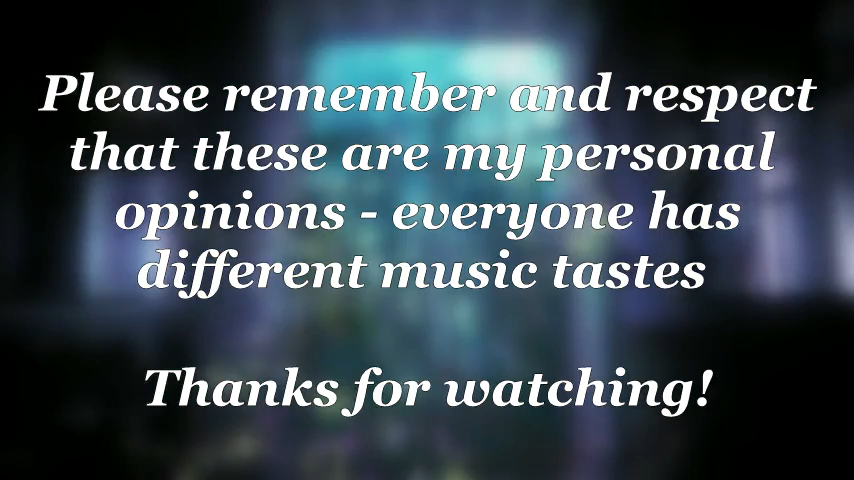 Please remember and respect
that these are my personal
opinions - everyone has
different music tastes
Thanks for watching!